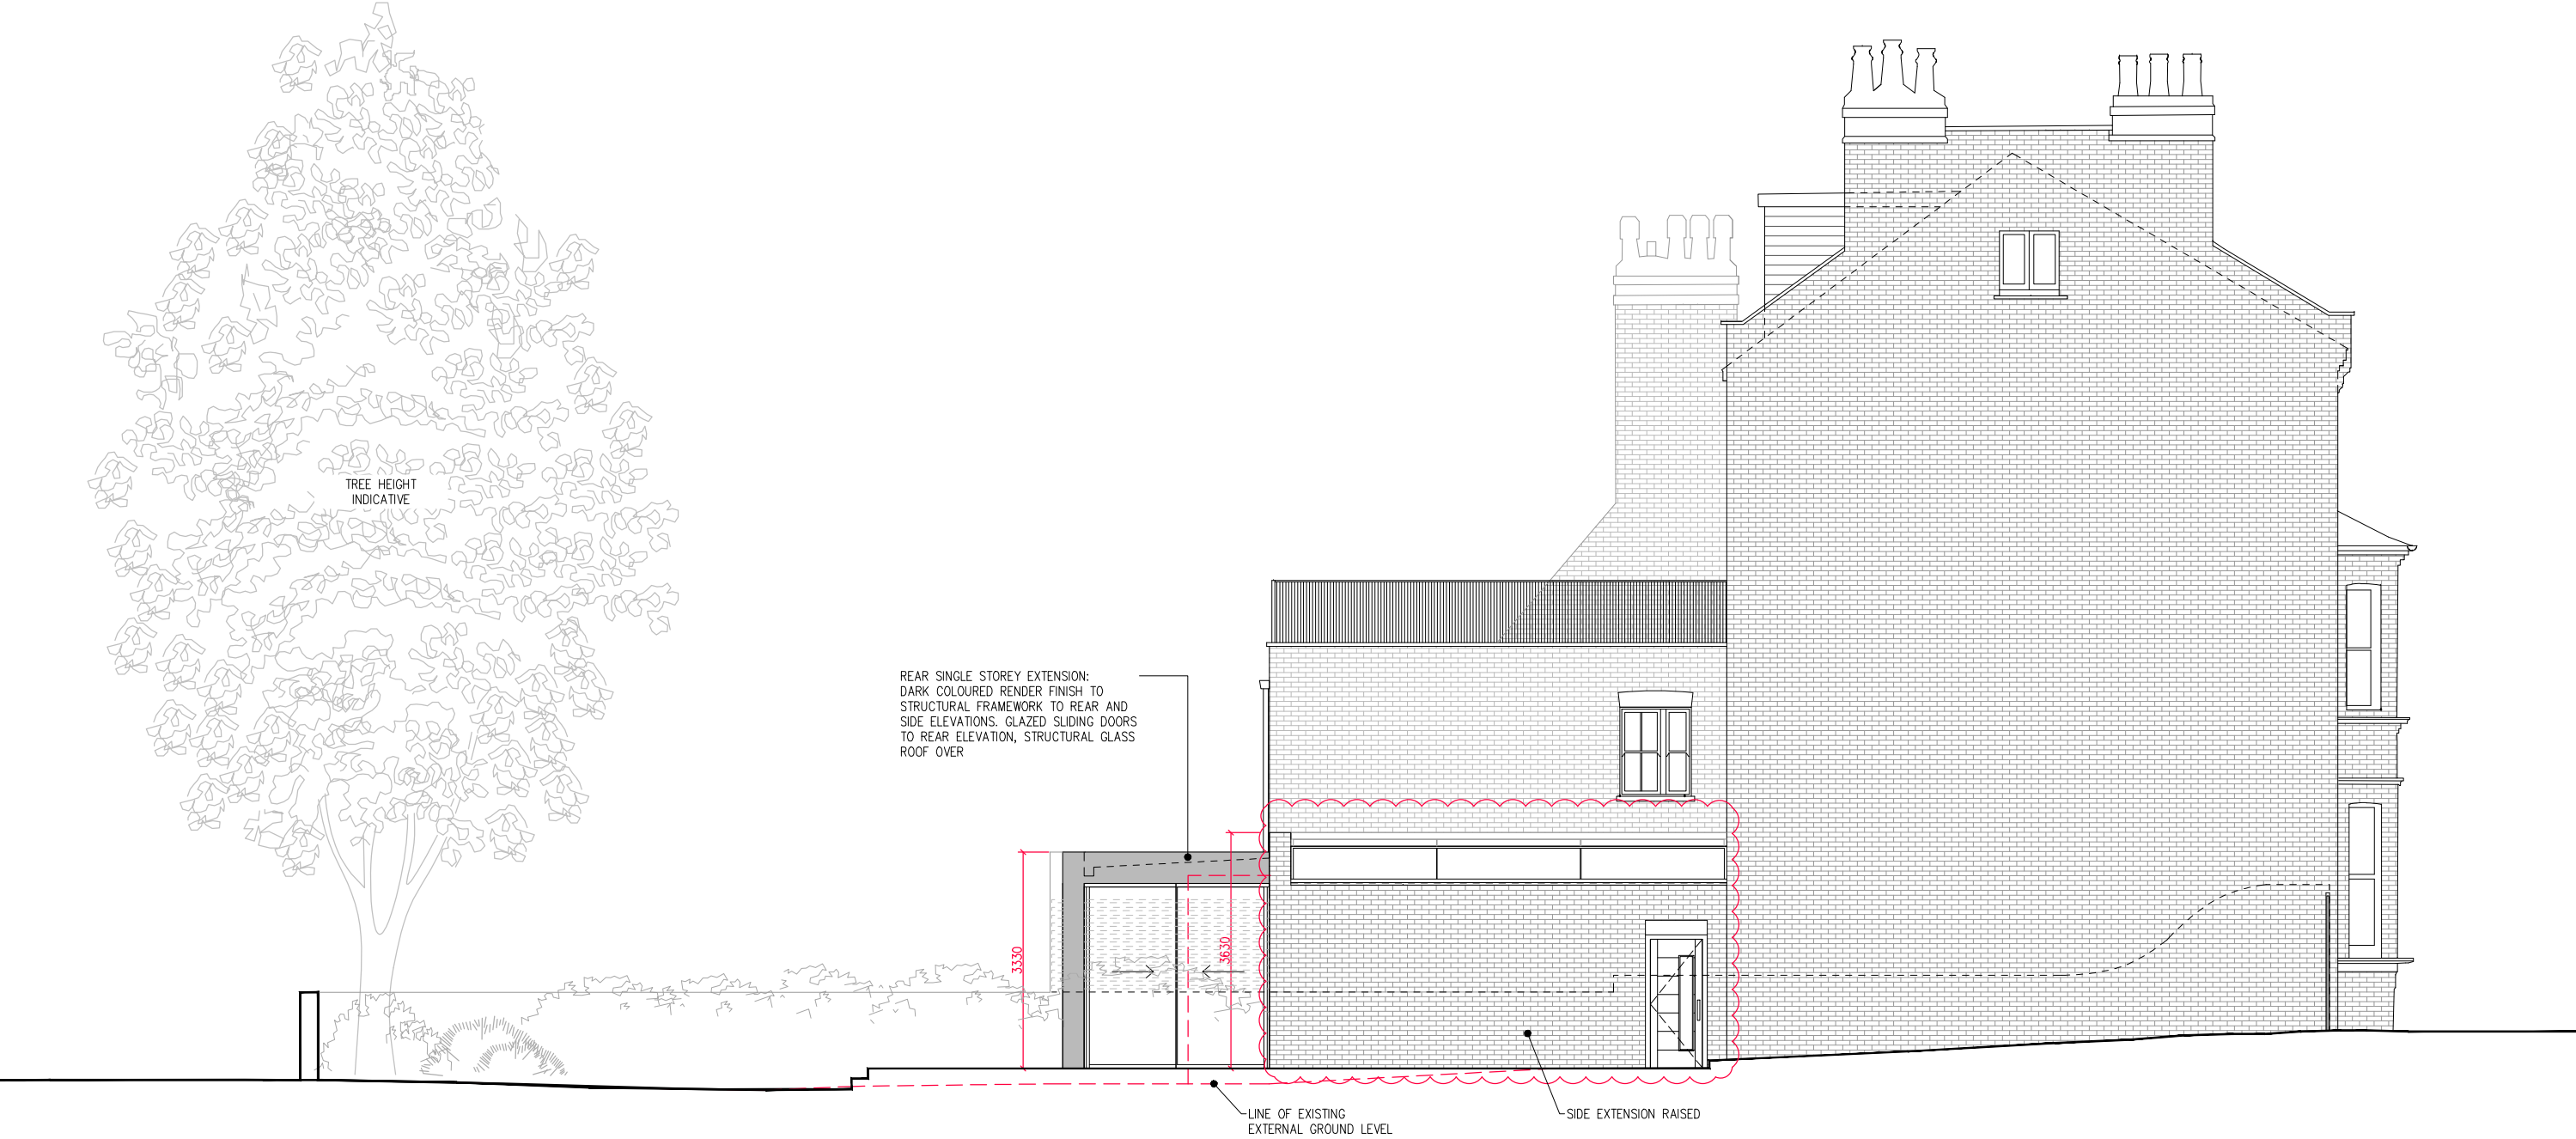 TREE HEIGHT
INDICATIVE
REAR SINGLE STOREY EXTENSION:
DARK COLOURED RENDER FINISH TO
STRUCTURAL FRAMEWORK TO REAR AND
SIDE ELEVATIONS. GLAZED SLIDING DOORS
TO REAR ELEVATION, STRUCTURAL GLASS
ROOF OVER
3330
3630
LINE OF EXISTING
EXTERNAL GROUND LEVEL
SIDE EXTENSION RAISED